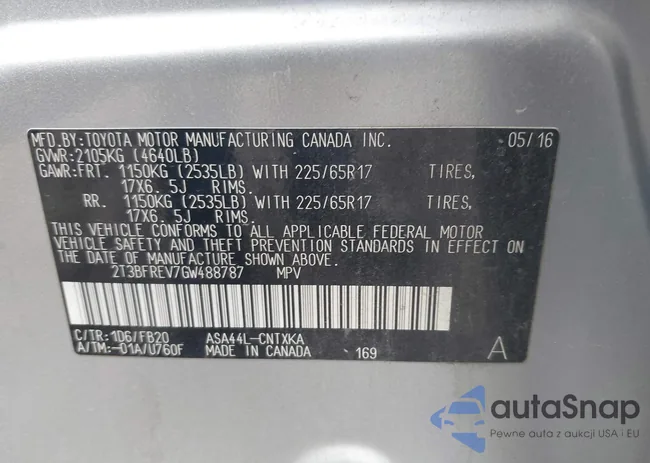 MFD.BY:TOYOTA MOTOR MANUFACTURING CANADA INC. 05/16
GVWR:2105KG (4640LB)
GAWR:FRT. 1150KG (2535LB) WITH 225/65R17 TIRES,
17X6. 5J RIMS.
RR. 1150KG (2535LB) WITH 225/65R17 TIRES,
17X6. 5J RIMS.
THIS VEHICLE CONFORMS TO ALL APPLICABLE FEDERAL MOTOR
VEHICLE SAFETY AND THEFT PREVENTION STANDARDS IN EFFECT ON
THE DATE OF MANUFACTURE SHOWN ABOVE.
2T3BFREV7GW488787 MPV
C/TR:1D6/FB20 ASA44L-CNTXKA
A/TM:-01A/U760F MADE IN CANADA 169 A
autaSnap
Pewne auta z aukcji USA i EU